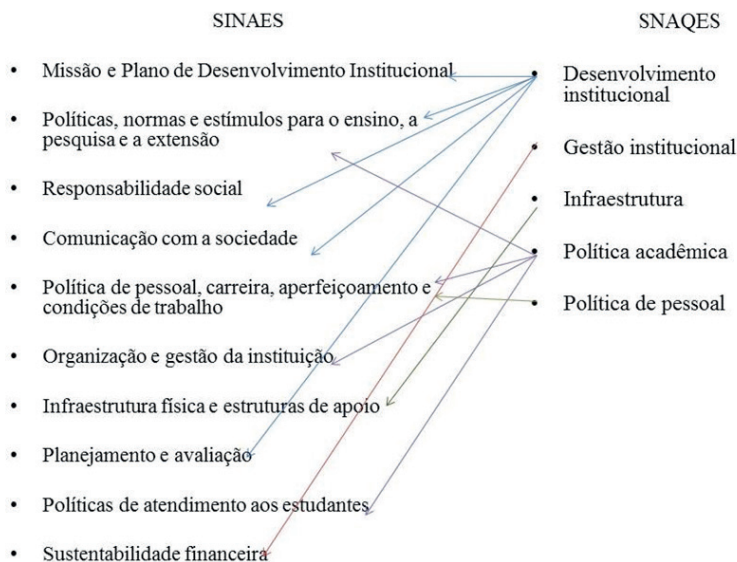 SINAES
• Missão e Plano de Desenvolvimento Institucional
• Políticas, normas e estímulos para o ensino, a
pesquisa e a extensão
• Responsabilidade social
• Comunicação com a sociedade
• Política de pessoal, carreira, aperfeiçoamento e
condições de trabalho
• Organização e gestão da instituição
• Infraestrutura física e estruturas de apoio
• Planejamento e avaliação
• Políticas de atendimento aos estudantes
• Sustentabilidade financeira
SNAQES
• Desenvolvimento
institucional
• Gestão institucional
• Infraestrutura
• Política acadêmica
• Política de pessoal